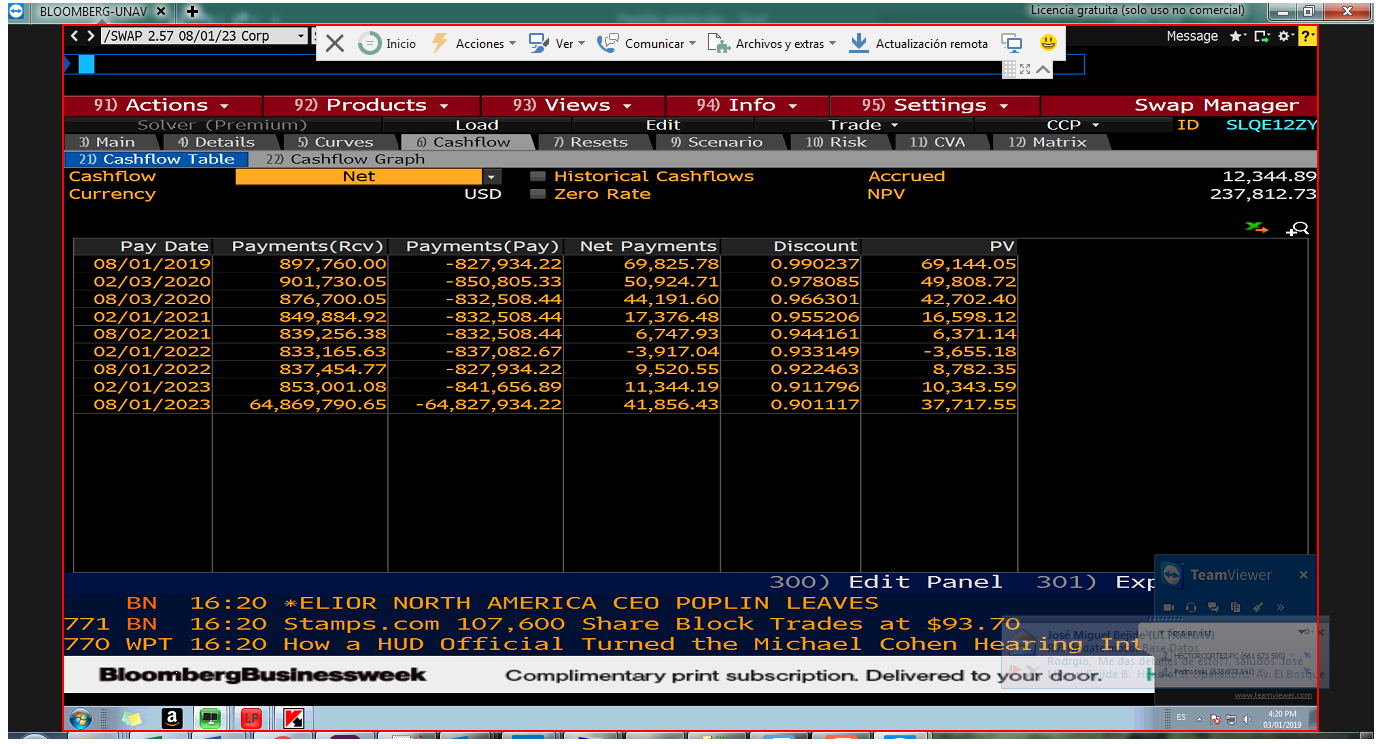 BLOOMBERG-UNAV × +
Licencia gratuita (solo uso no comercial)
< > /SWAP 2.57 08/01/23 Corp
Inicio Acciones Ver Comunicar Archivos y extras Actualización remota
Message ?
91) Actions 92) Products 93) Views 94) Info 95) Settings Swap Manager
Solver (Premium) Load Edit Trade CCP ID SLQE12ZY
3) Main 4) Details 5) Curves 6) Cashflow 7) Resets 9) Scenario 10) Risk 11) CVA 12) Matrix
21) Cashflow Table 22) Cashflow Graph
Cashflow Net Historical Cashflows Accrued 12,344.89
Currency USD Zero Rate NPV 237,812.73
Pay Date Payments(Rcv) Payments(Pay) Net Payments Discount PV
08/01/2019 897,760.00 -827,934.22 69,825.78 0.990237 69,144.05
02/03/2020 901,730.05 -850,805.33 50,924.71 0.978085 49,808.72
08/03/2020 876,700.05 -832,508.44 44,191.60 0.966301 42,702.40
02/01/2021 849,884.92 -832,508.44 17,376.48 0.955206 16,598.12
08/02/2021 839,256.38 -832,508.44 6,747.93 0.944161 6,371.14
02/01/2022 833,165.63 -837,082.67 -3,917.04 0.933149 -3,655.18
08/01/2022 837,454.77 -827,934.22 9,520.55 0.922463 8,782.35
02/01/2023 853,001.08 -841,656.89 11,344.19 0.911796 10,343.59
08/01/2023 64,869,790.65 -64,827,934.22 41,856.43 0.901117 37,717.55
300) Edit Panel 301) Exp
TeamViewer ×
BN 16:20 *ELIOR NORTH AMERICA CEO POPLIN LEAVES
771 BN 16:20 Stamps.com 107,600 Share Block Trades at $93.70
770 WPT 16:20 How a HUD Official Turned the Michael Cohen Hearing Int
José Miguel Bejide
Session list
BloombergBusinessweek Complimentary print subscription. Delivered to your door.
www.teamviewer.com
ES 4:20 PM
03/01/2019